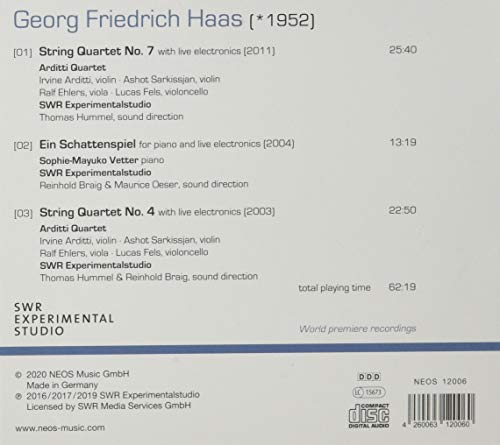 Georg Friedrich Haas (*1952)
[01] String Quartet No. 7 with live electronics (2011) 25:40
Arditti Quartet
Irvine Arditti, violin · Ashot Sarkissjan, violin
Ralf Ehlers, viola · Lucas Fels, violoncello
SWR Experimentalstudio
Thomas Hummel, sound direction
[02] Ein Schattenspiel for piano and live electronics (2004) 13:19
Sophie-Mayuko Vetter piano
SWR Experimentalstudio
Reinhold Braig & Maurice Oeser, sound direction
[03] String Quartet No. 4 with live electronics (2003) 22:50
Arditti Quartet
Irvine Arditti, violin · Ashot Sarkissjan, violin
Ralf Ehlers, viola · Lucas Fels, violoncello
SWR Experimentalstudio
Thomas Hummel & Reinhold Braig, sound direction
total playing time 62:19
SWR
EXPERIMENTAL
STUDIO
World premiere recordings
© 2020 NEOS Music GmbH
Made in Germany
℗ 2016/2017/2019 SWR Experimentalstudio
Licensed by SWR Media Services GmbH
www.neos-music.com
DDD
LC 15673
COMPACT
disc
DIGITAL AUDIO
NEOS 12006
4 260063 120060